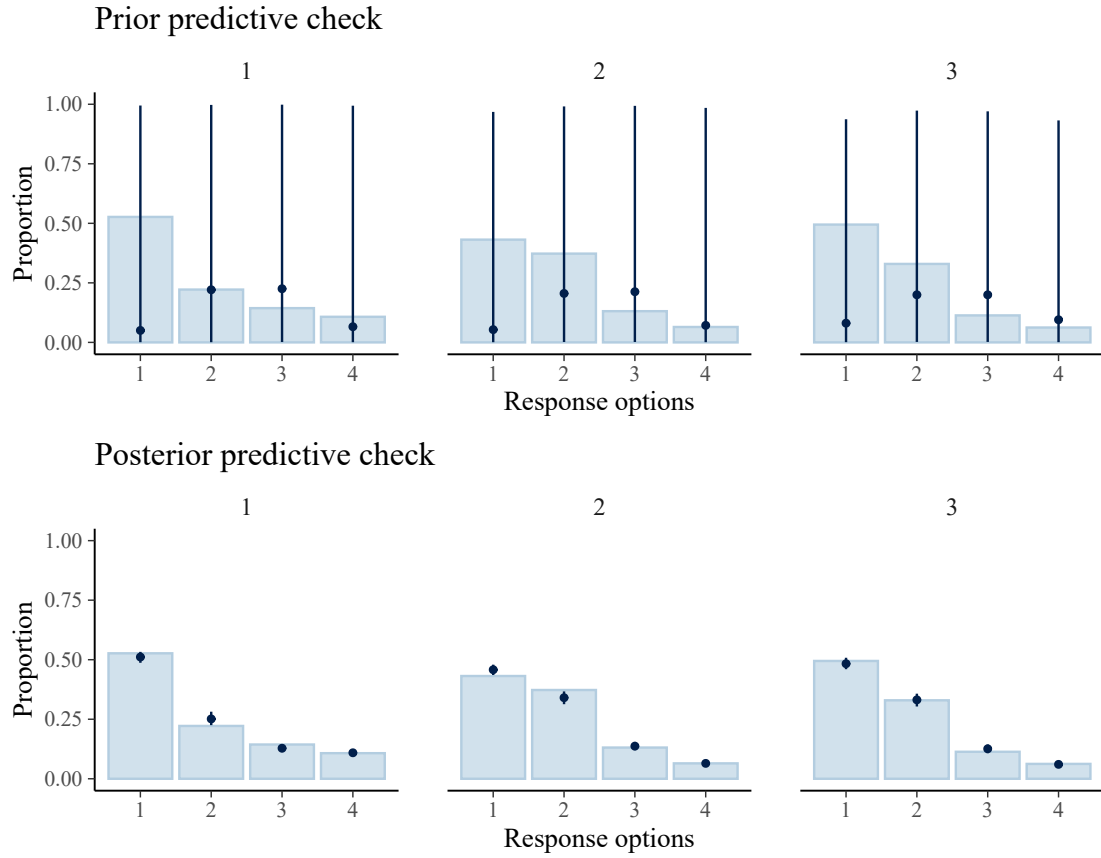 Prior predictive check
1 2 3
1.00
0.75
0.50
0.25
0.00
Proportion
1 2 3 4 1 2 3 4 1 2 3 4
Response options
Posterior predictive check
1 2 3
1.00
0.75
0.50
0.25
0.00
Proportion
1 2 3 4 1 2 3 4 1 2 3 4
Response options